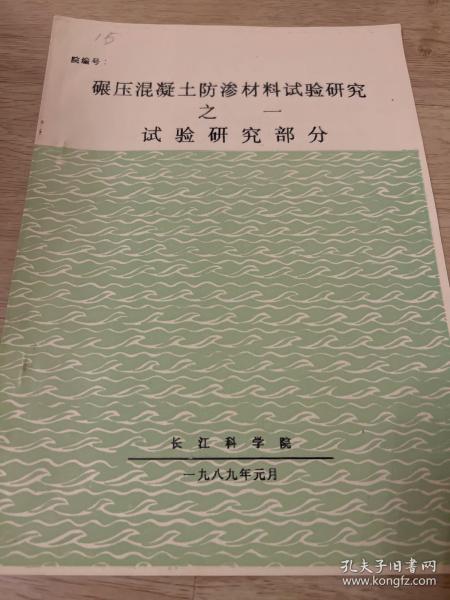 15
院编号:
碾压混凝土防渗材料试验研究
之一
试验研究部分
长江科学院
一九八九年元月
孔夫子旧书网
www.kongfz.com